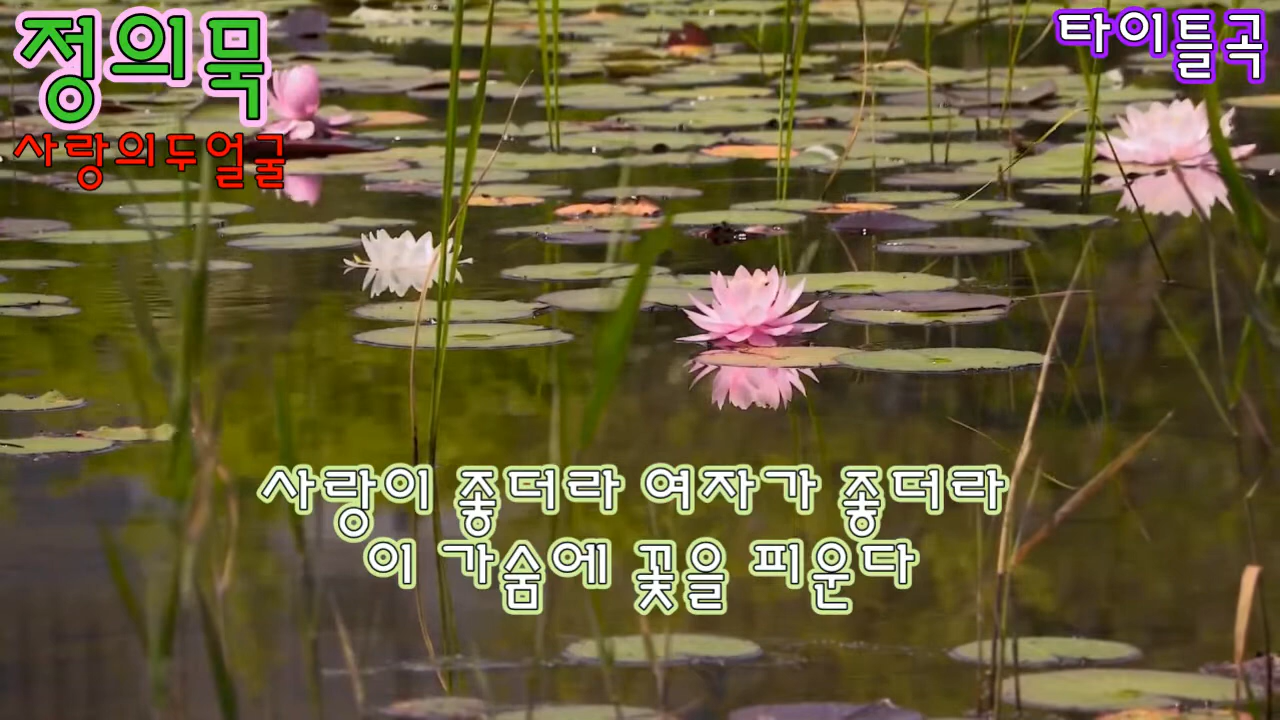 정의묵
사랑의두얼굴
타이틀곡
사랑이 좋더라 여자가 좋더라
이 가슴에 꽃을 피운다